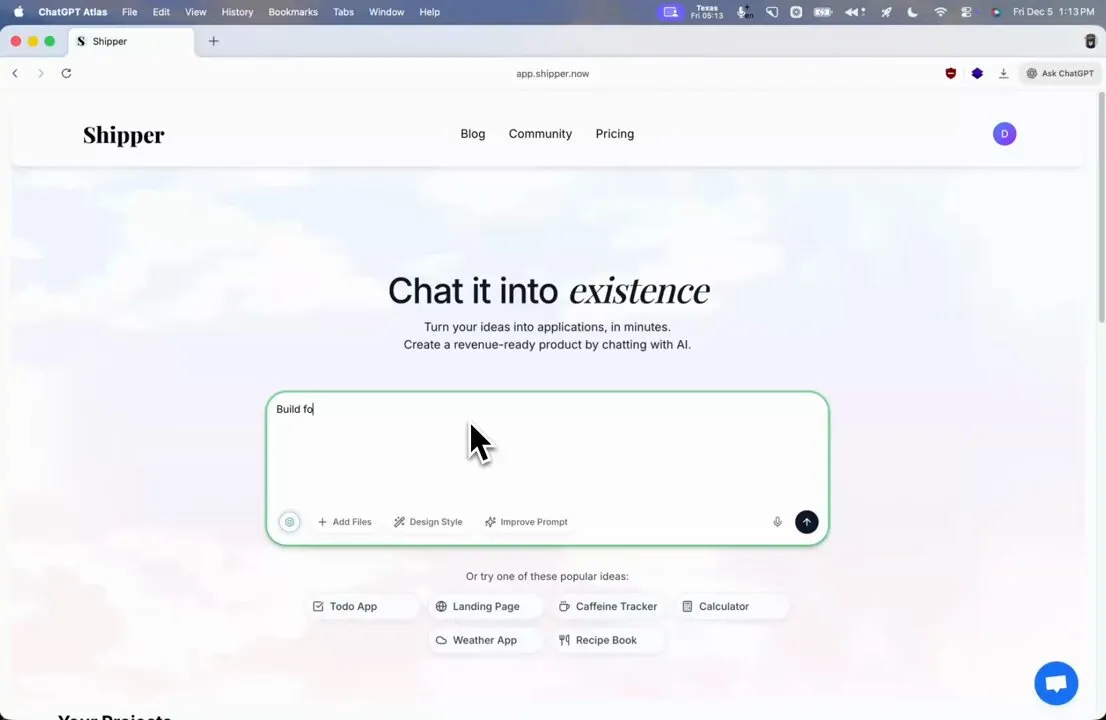 ChatGPT Atlas File Edit View History Bookmarks Tabs Window Help Texas Fri 05:13 en Fri Dec 5 1:13 PM
S Shipper
app.shipper.now Ask ChatGPT
Shipper Blog Community Pricing D
Chat it into existence
Turn your ideas into applications, in minutes.
Create a revenue-ready product by chatting with AI.
Build fo
Add Files Design Style Improve Prompt
Or try one of these popular ideas:
Todo App Landing Page Caffeine Tracker Calculator
Weather App Recipe Book
Your Projects